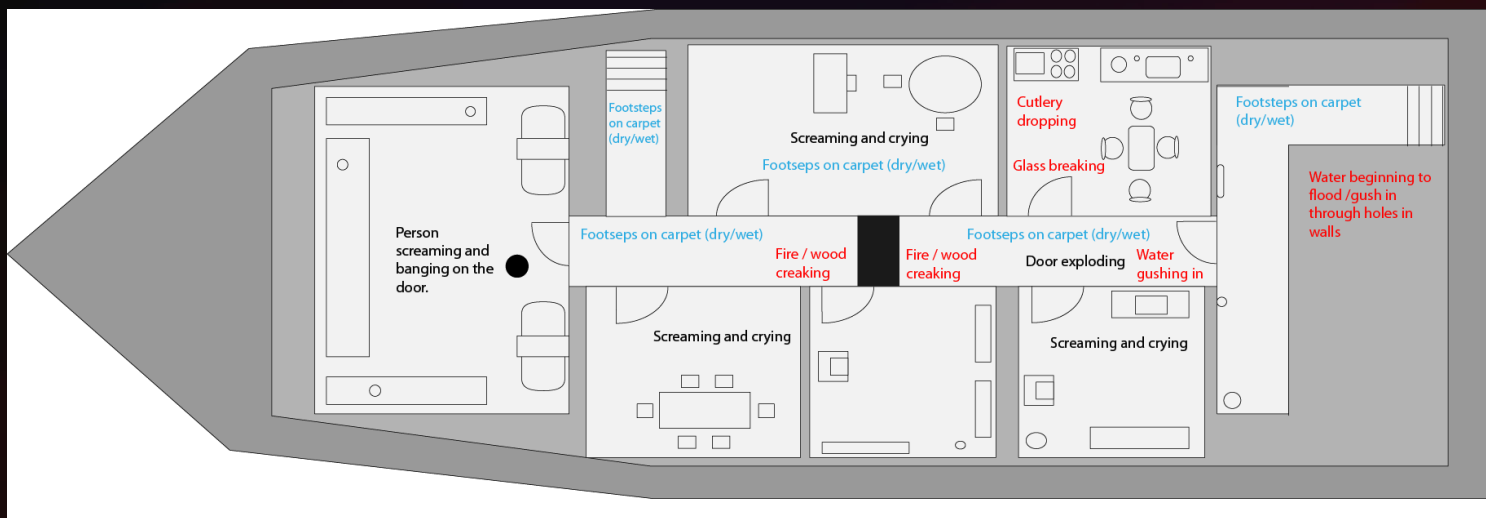 Footsteps
on carpet
(dry/wet)
Screaming and crying
Footseps on carpet (dry/wet)
Cutlery
dropping
Glass breaking
Footsteps on carpet
(dry/wet)
Water beginning to
flood /gush in
through holes in
walls
Person
screaming and
banging on the
door.
Footseps on carpet (dry/wet)
Fire / wood
creaking
Fire / wood
creaking
Footseps on carpet (dry/wet)
Door exploding
Water
gushing in
Screaming and crying
Screaming and crying